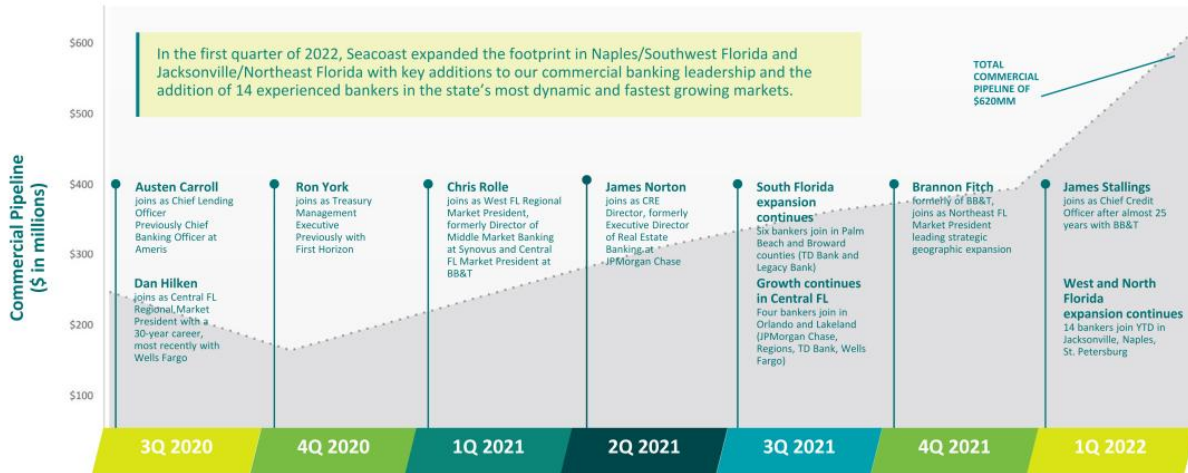 In the first quarter of 2022, Seacoast expanded the footprint in Naples/Southwest Florida and
Jacksonville/Northeast Florida with key additions to our commercial banking leadership and the
addition of 14 experienced bankers in the state's most dynamic and fastest growing markets.
TOTAL
COMMERCIAL
PIPELINE OF
$620MM
Commercial Pipeline
($ in millions)
$600
$500
$400
$300
$200
$100
Austen Carroll
joins as Chief Lending
Officer
Previously Chief
Banking Officer at
Ameris
Dan Hilken
joins as Central FL
Regional Market
President with a
30-year career,
most recently with
Wells Fargo
Ron York
joins as Treasury
Management
Executive
Previously with
First Horizon
Chris Rolle
joins as West FL Regional
Market President,
formerly Director of
Middle Market Banking
at Synovus and Central
FL Market President at
BB&T
James Norton
joins as CRE
Director, formerly
Executive Director
of Real Estate
Banking at
JPMorgan Chase
South Florida
expansion
continues
Six bankers join in Palm
Beach and Broward
counties (TD Bank and
Legacy Bank)
Growth continues
in Central FL
Four bankers join in
Orlando and Lakeland
(JPMorgan Chase,
Regions, TD Bank, Wells
Fargo)
Brannon Fitch
formerly of BB&T,
joins as Northeast FL
Market President
leading strategic
geographic expansion
James Stallings
joins as Chief Credit
Officer after almost 25
years with BB&T
West and North
Florida
expansion continues
14 bankers join YTD in
Jacksonville, Naples,
St. Petersburg
3Q 2020
4Q 2020
1Q 2021
2Q 2021
3Q 2021
4Q 2021
1Q 2022